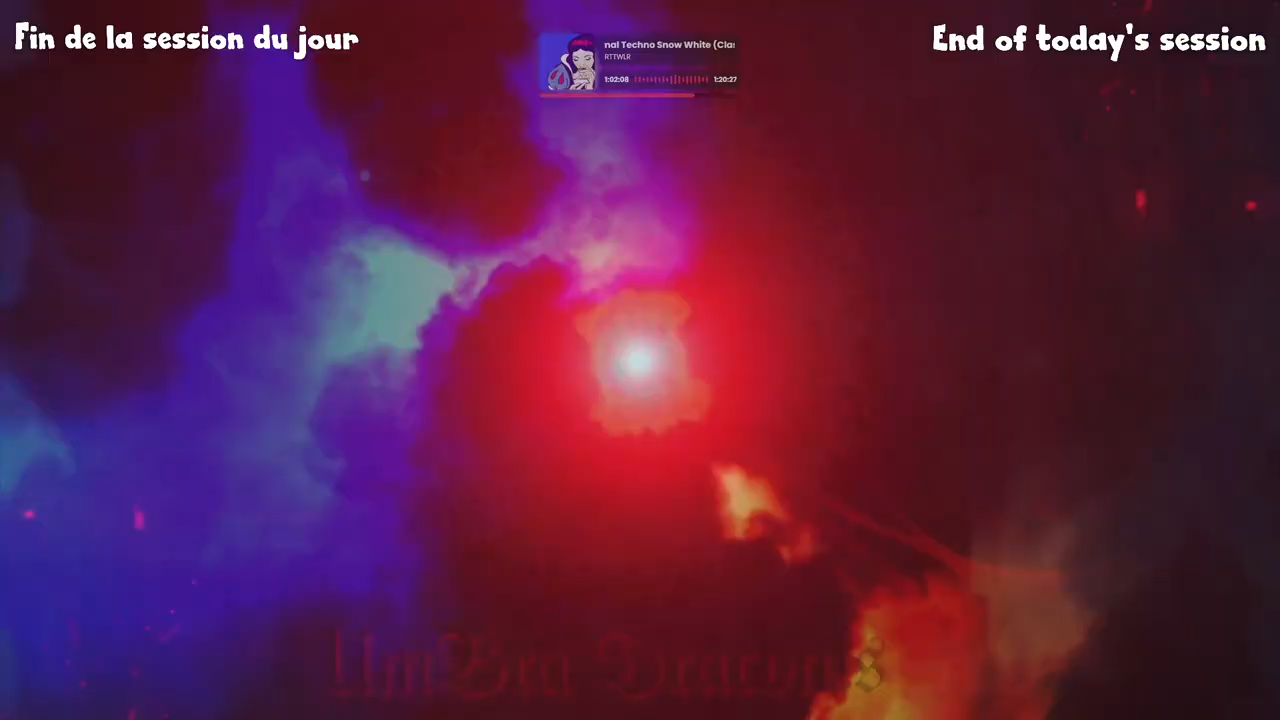 Fin de la session du jour
End of today's session
nal Techno Snow White (Clas
RTTWLR
1:02:08 1:20:27